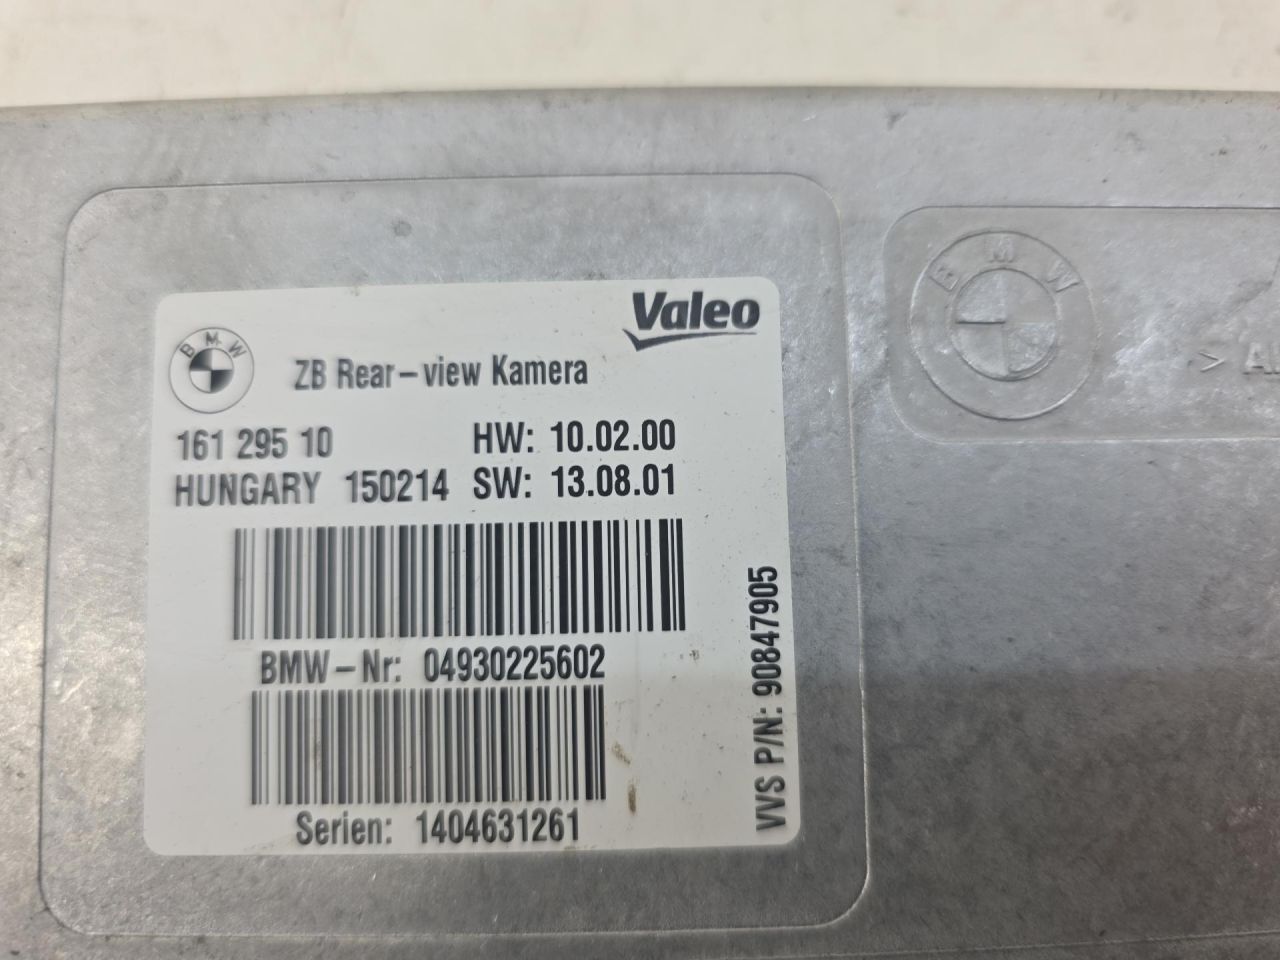 Valeo
BMW
ZB Rear-view Kamera
161 295 10 HW: 10.02.00
HUNGARY 150214 SW: 13.08.01
BMW-Nr: 04930225602
Serien: 1404631261
VVS P/N: 90847905
BMW
>